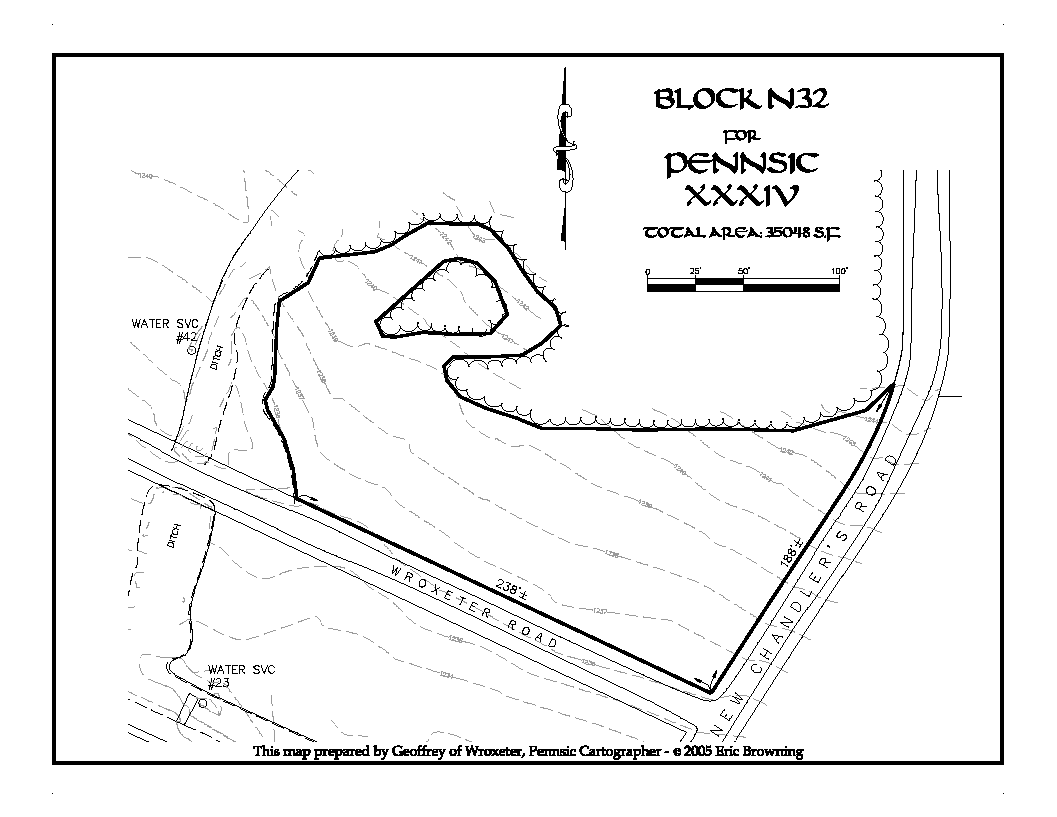 BLOCK N32
FOR
PENNSIC
XXXIV
TOTAL AREA: 35048 S.F.
0 25' 50' 100'
WATER SVC
#42
DITCH
DITCH
WROXETER ROAD
238'±
188'±
NEW CHANDLER'S ROAD
WATER SVC
#23
This map prepared by Geoffrey of Wroxeter, Pennsic Cartographer - © 2005 Eric Browning